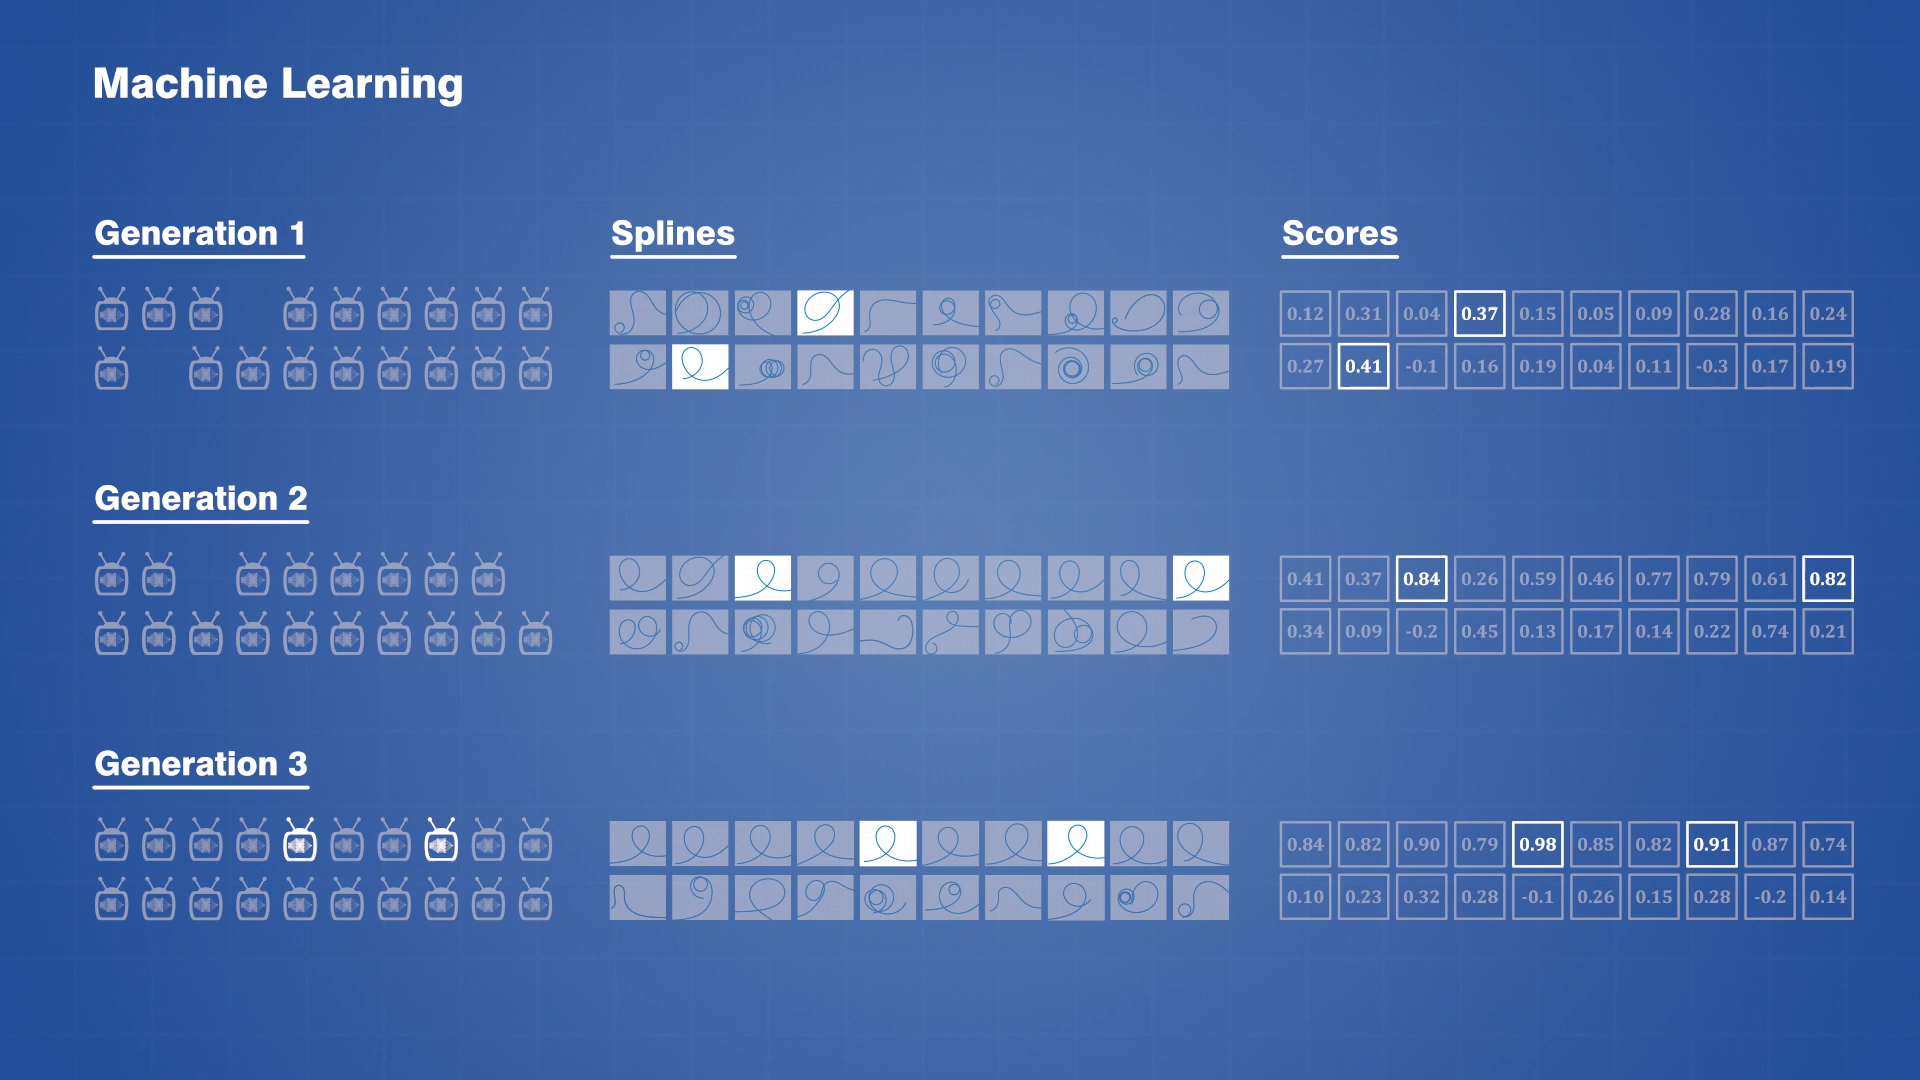 Machine Learning
Generation 1 Splines Scores
0.12 0.31 0.04 0.37 0.15 0.05 0.09 0.28 0.16 0.24
0.27 0.41 -0.1 0.16 0.19 0.04 0.11 -0.3 0.17 0.19
Generation 2
0.41 0.37 0.84 0.26 0.59 0.46 0.77 0.79 0.61 0.82
0.34 0.09 -0.2 0.45 0.13 0.17 0.14 0.22 0.74 0.21
Generation 3
0.84 0.82 0.90 0.79 0.98 0.85 0.82 0.91 0.87 0.74
0.10 0.23 0.32 0.28 -0.1 0.26 0.15 0.28 -0.2 0.14